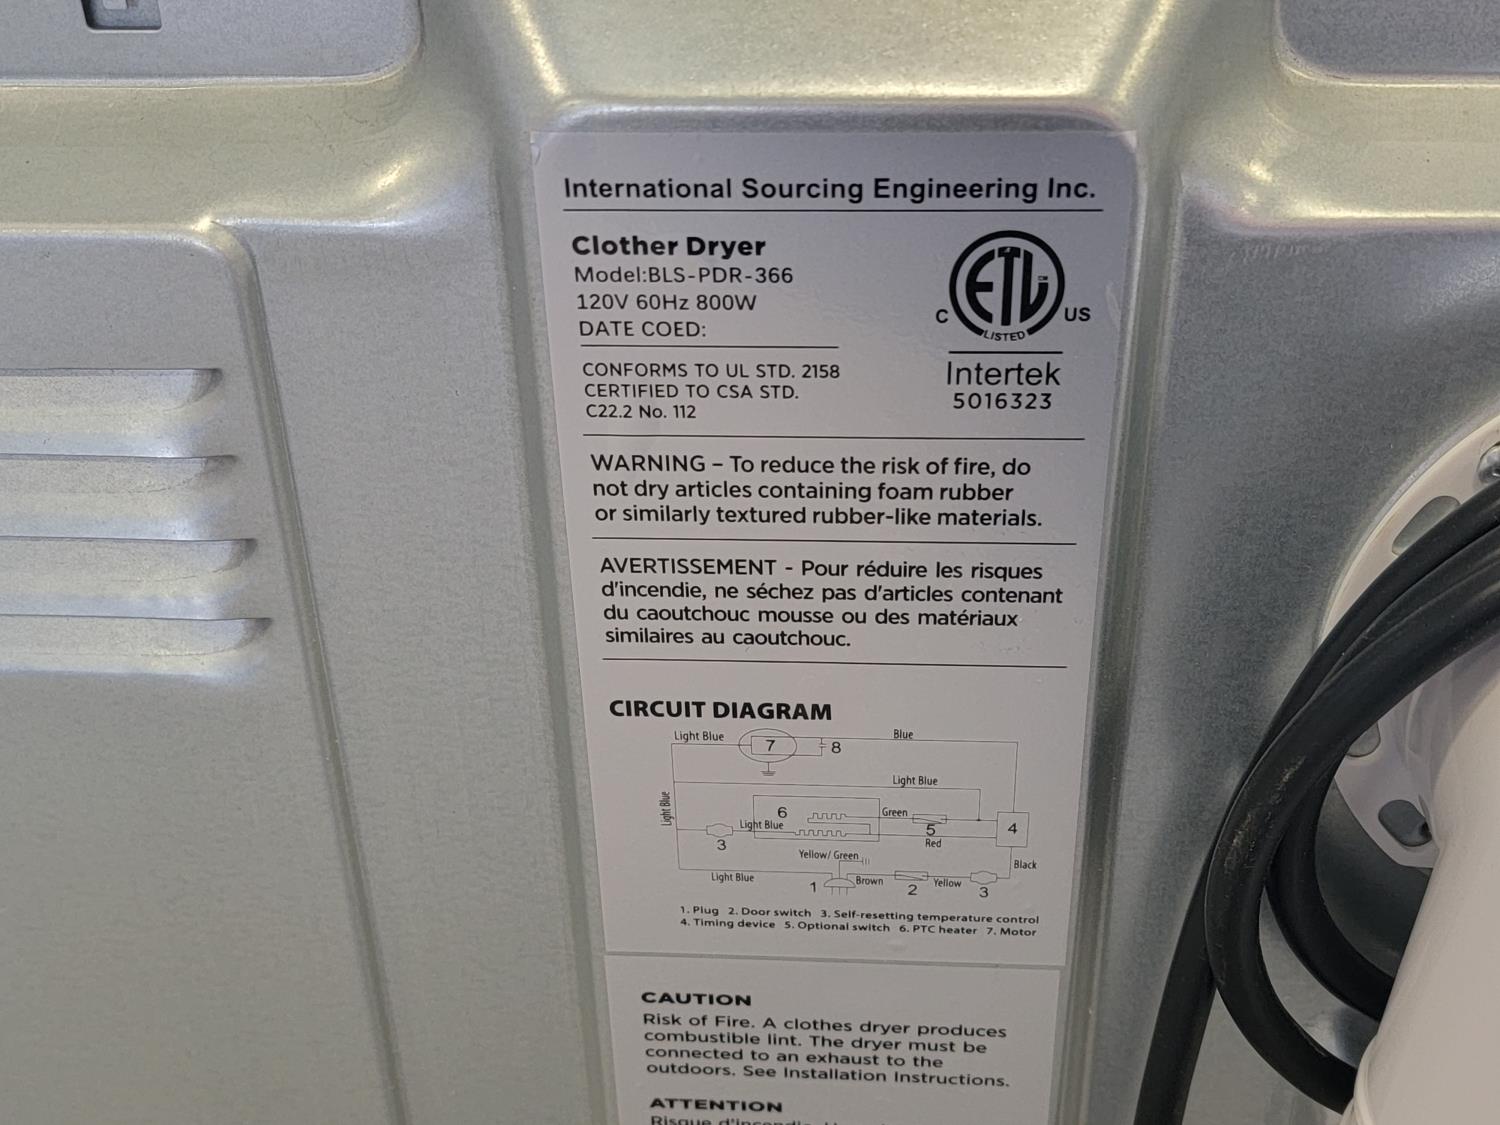 International Sourcing Engineering Inc.
Clother Dryer
Model:BLS-PDR-366
120V 60Hz 800W
DATE COED:
CONFORMS TO UL STD. 2158
CERTIFIED TO CSA STD.
C22.2 No. 112
ETL
CM
C
US
LISTED
Intertek
5016323
WARNING – To reduce the risk of fire, do
not dry articles containing foam rubber
or similarly textured rubber-like materials.
AVERTISSEMENT - Pour réduire les risques
d'incendie, ne séchez pas d'articles contenant
du caoutchouc mousse ou des matériaux
similaires au caoutchouc.
CIRCUIT DIAGRAM
Light Blue
7
8
Blue
Light Blue
Light Blue
6
Light Blue
Green
5
Red
4
3
Yellow/ Green
Black
Light Blue
1
Brown
2
Yellow
3
1. Plug 2. Door switch 3. Self-resetting temperature control
4. Timing device 5. Optional switch 6. PTC heater 7. Motor
CAUTION
Risk of Fire. A clothes dryer produces
combustible lint. The dryer must be
connected to an exhaust to the
outdoors. See Installation Instructions.
ATTENTION
Risque